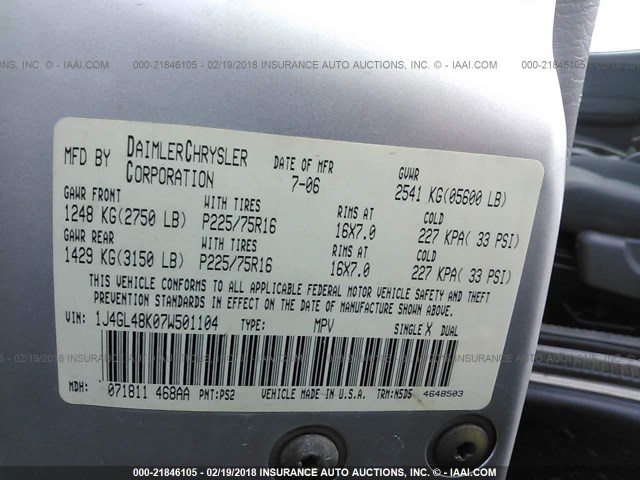 000-21846105 - 02/19/2018 INSURANCE AUTO AUCTIONS, INC. - © - IAAI.COM
MFD BY DAIMLERCHRYSLER CORPORATION DATE OF MFR 7-06 GVWR 2541 KG(05600 LB)
GAWR FRONT WITH TIRES RIMS AT COLD
1248 KG(2750 LB) P225/75R16 16X7.0 227 KPA( 33 PSI)
GAWR REAR WITH TIRES RIMS AT COLD
1429 KG(3150 LB) P225/75R16 16X7.0 227 KPA( 33 PSI)
THIS VEHICLE CONFORMS TO ALL APPLICABLE FEDERAL MOTOR VEHICLE SAFETY AND THEFT
PREVENTION STANDARDS IN EFFECT ON THE DATE OF MANUFACTURE SHOWN ABOVE.
VIN: 1J4GL48K07W501104 TYPE: MPV SINGLE X DUAL
MDH: 071811 468AA PNT:PS2 VEHICLE MADE IN U.S.A. TRM:N5D5 4648503
000-21846105 - 02/19/2018 INSURANCE AUTO AUCTIONS, INC. - © - IAAI.COM